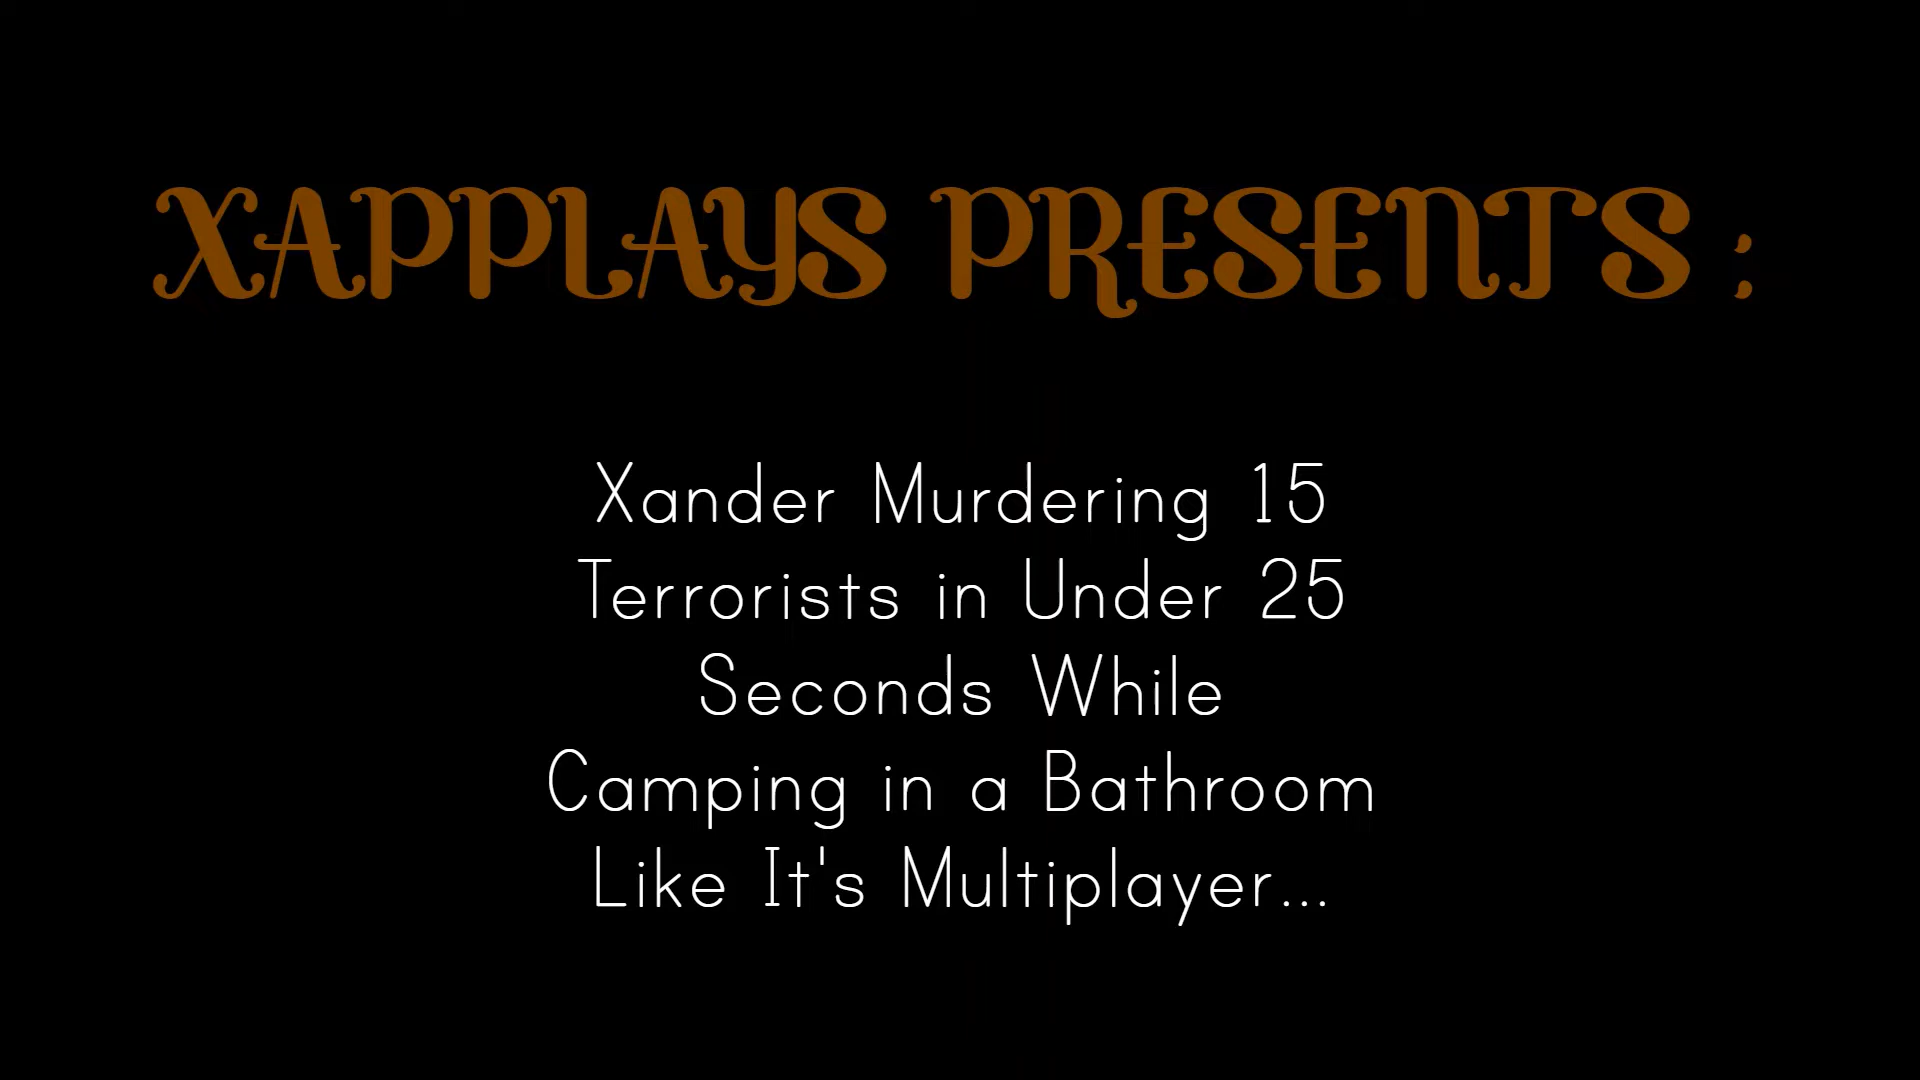 XAPPLAYS PRESENTS :
Xander Murdering 15
Terrorists in Under 25
Seconds While
Camping in a Bathroom
Like It's Multiplayer...